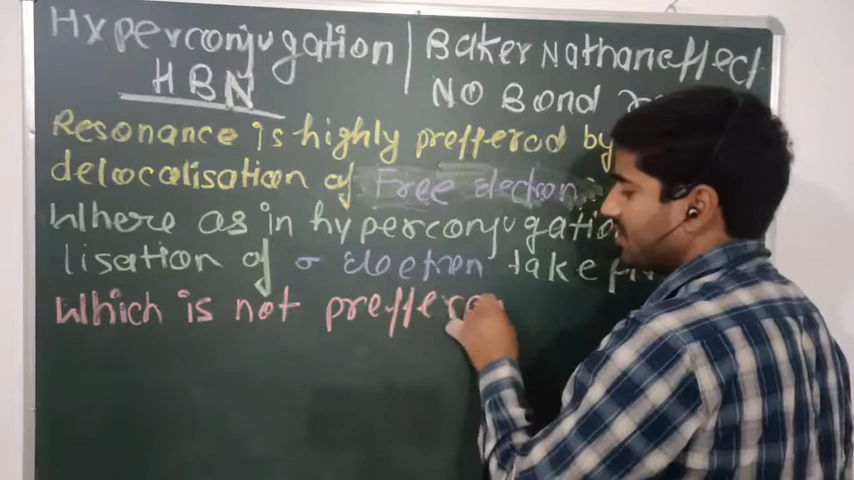 Hyperconjugation | Baker Nathan effect
HBN No Bond
Resonance is highly preffered by
delocalisation of Free electron
Where as in hyperconjugation
lisation of σ electron take
Which is not preffere